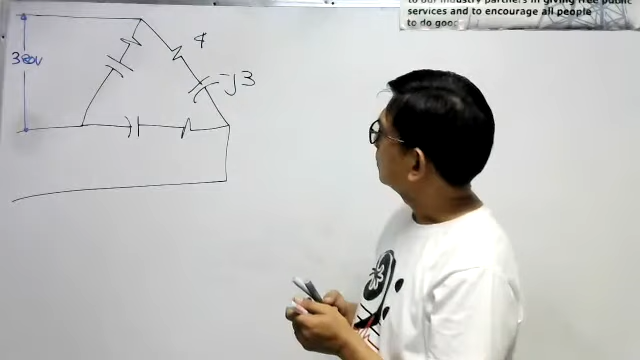 to our industry partners in giving free public
services and to encourage all people
to do good
380V
4
-j3